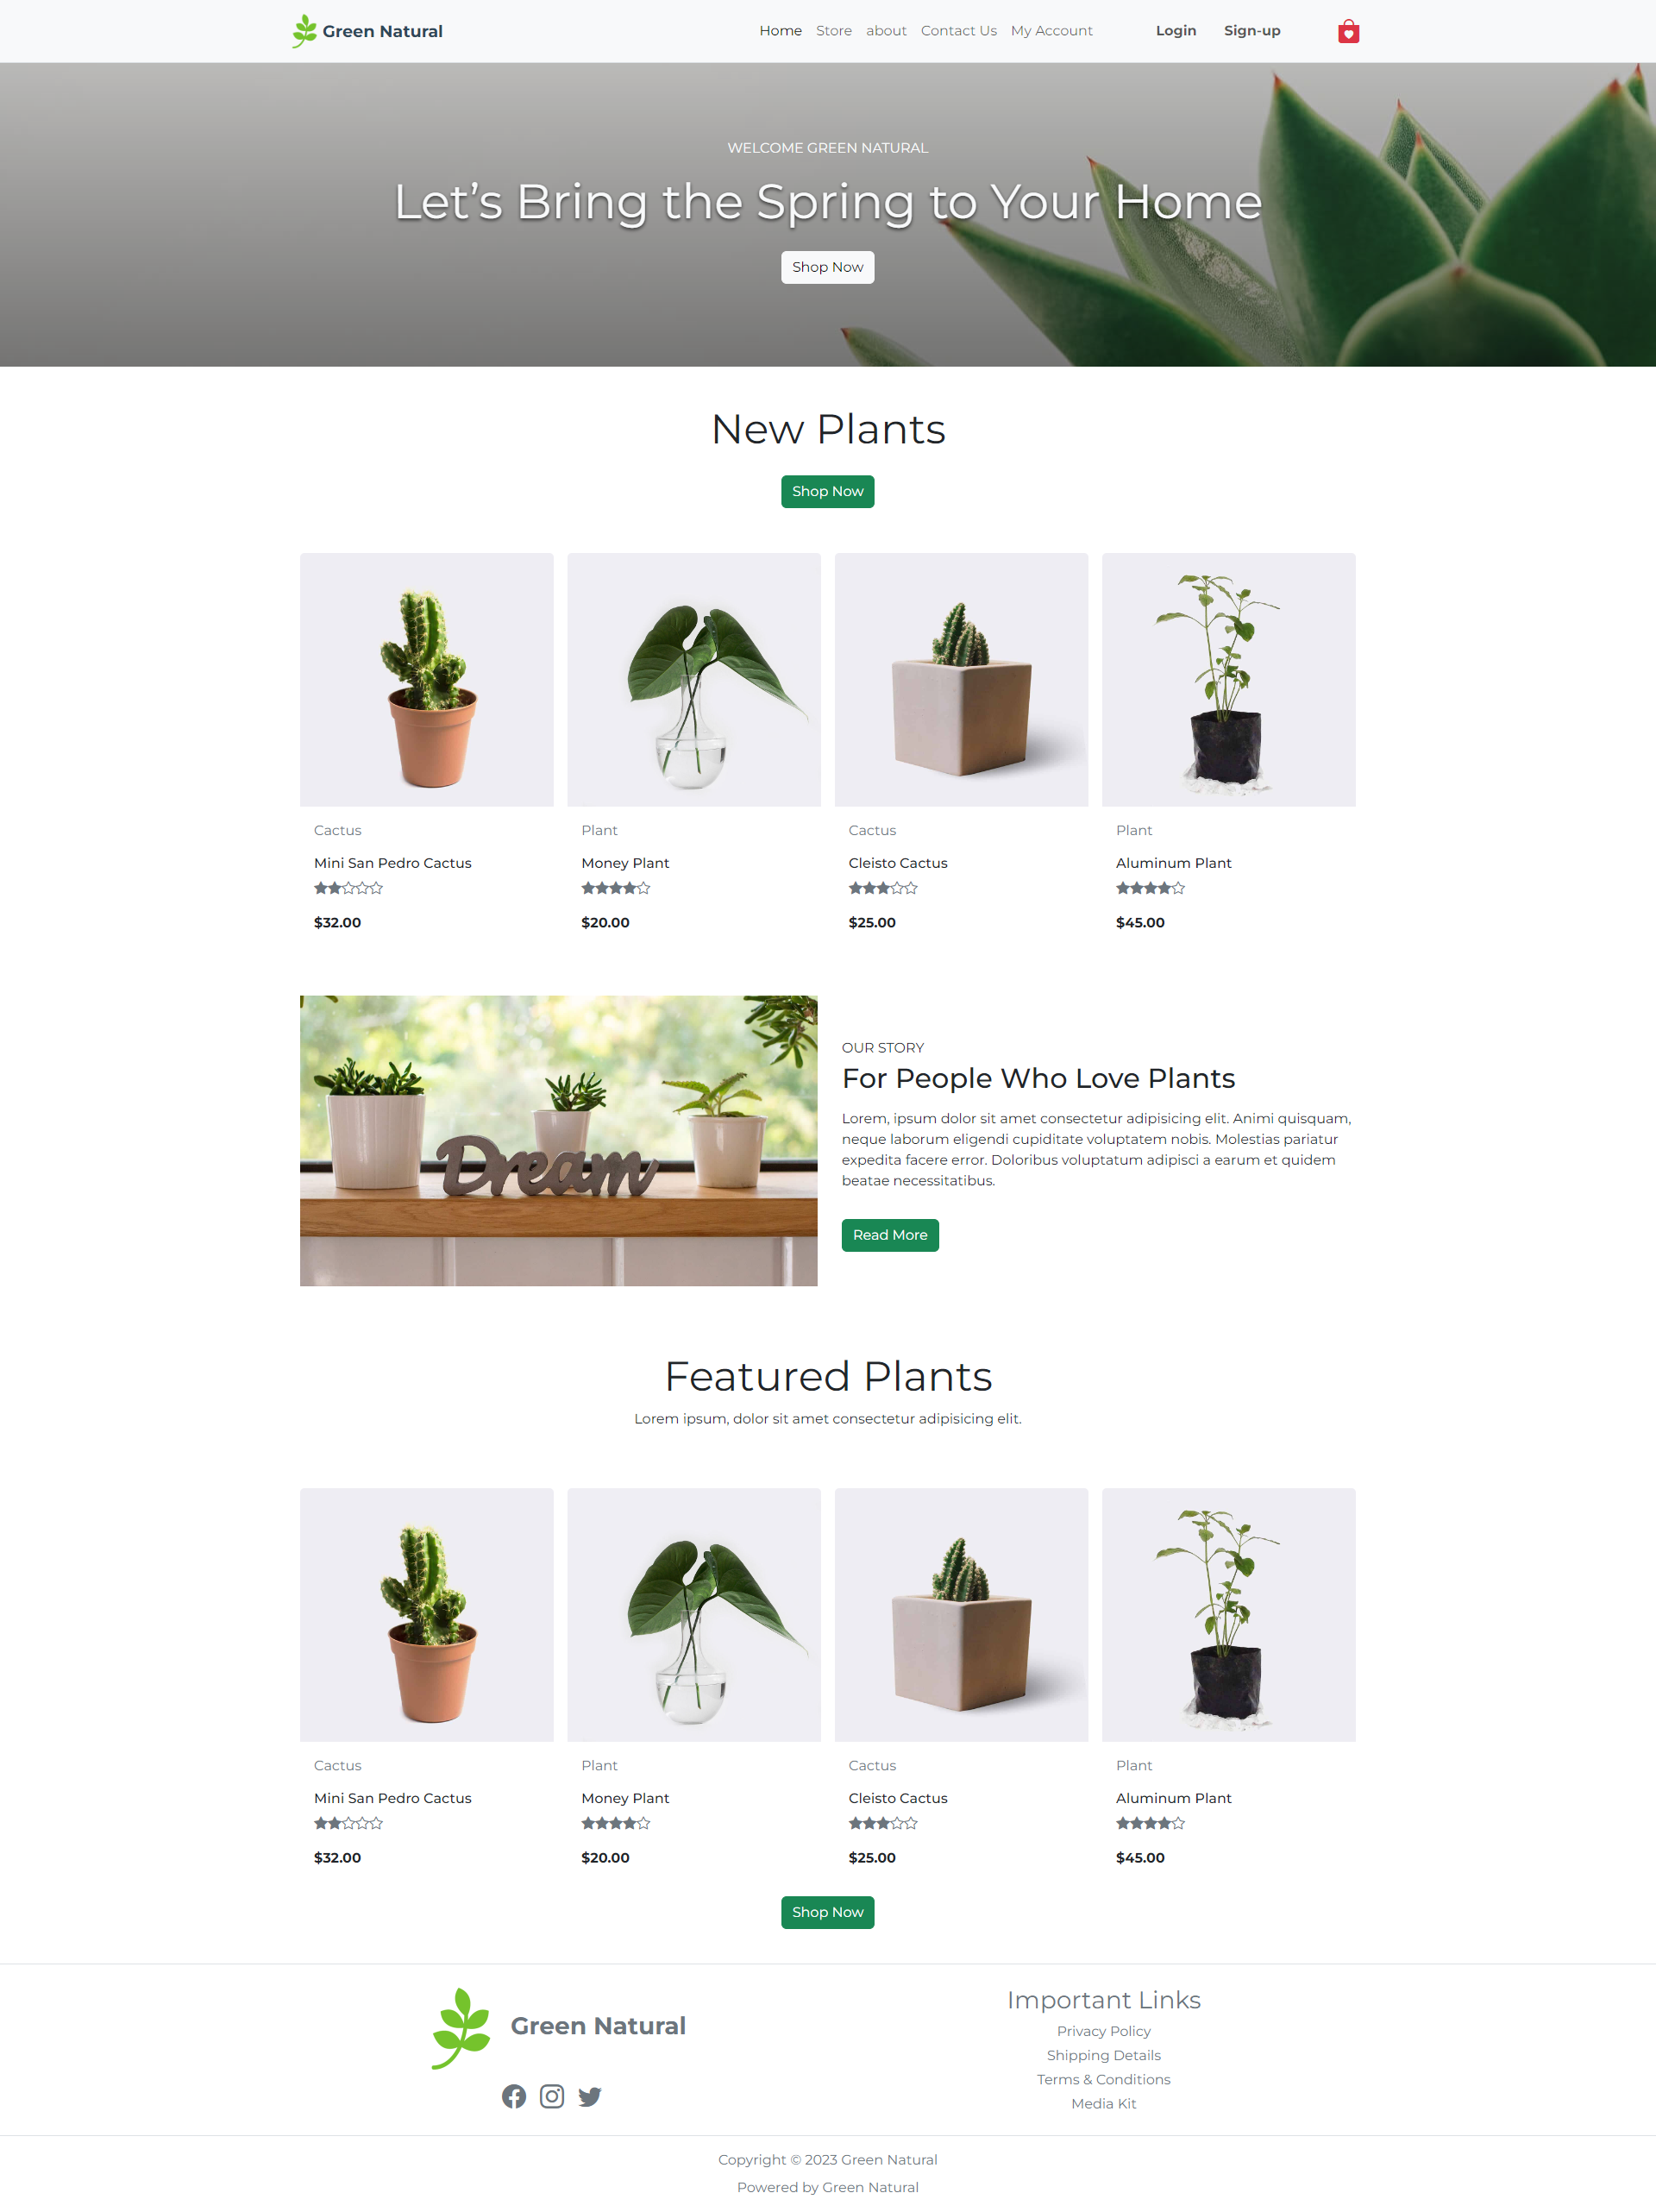 Green Natural
Home Store about Contact Us My Account Login Sign-up
WELCOME GREEN NATURAL
Let’s Bring the Spring to Your Home
Shop Now
New Plants
Shop Now
Cactus
Mini San Pedro Cactus
$32.00
Plant
Money Plant
$20.00
Cactus
Cleisto Cactus
$25.00
Plant
Aluminum Plant
$45.00
Dream
OUR STORY
For People Who Love Plants
Lorem, ipsum dolor sit amet consectetur adipisicing elit. Animi quisquam,
neque laborum eligendi cupiditate voluptatem nobis. Molestias pariatur
expedita facere error. Doloribus voluptatum adipisci a earum et quidem
beatae necessitatibus.
Read More
Featured Plants
Lorem ipsum, dolor sit amet consectetur adipisicing elit.
Cactus
Mini San Pedro Cactus
$32.00
Plant
Money Plant
$20.00
Cactus
Cleisto Cactus
$25.00
Plant
Aluminum Plant
$45.00
Shop Now
Green Natural
Important Links
Privacy Policy
Shipping Details
Terms & Conditions
Media Kit
Copyright © 2023 Green Natural
Powered by Green Natural